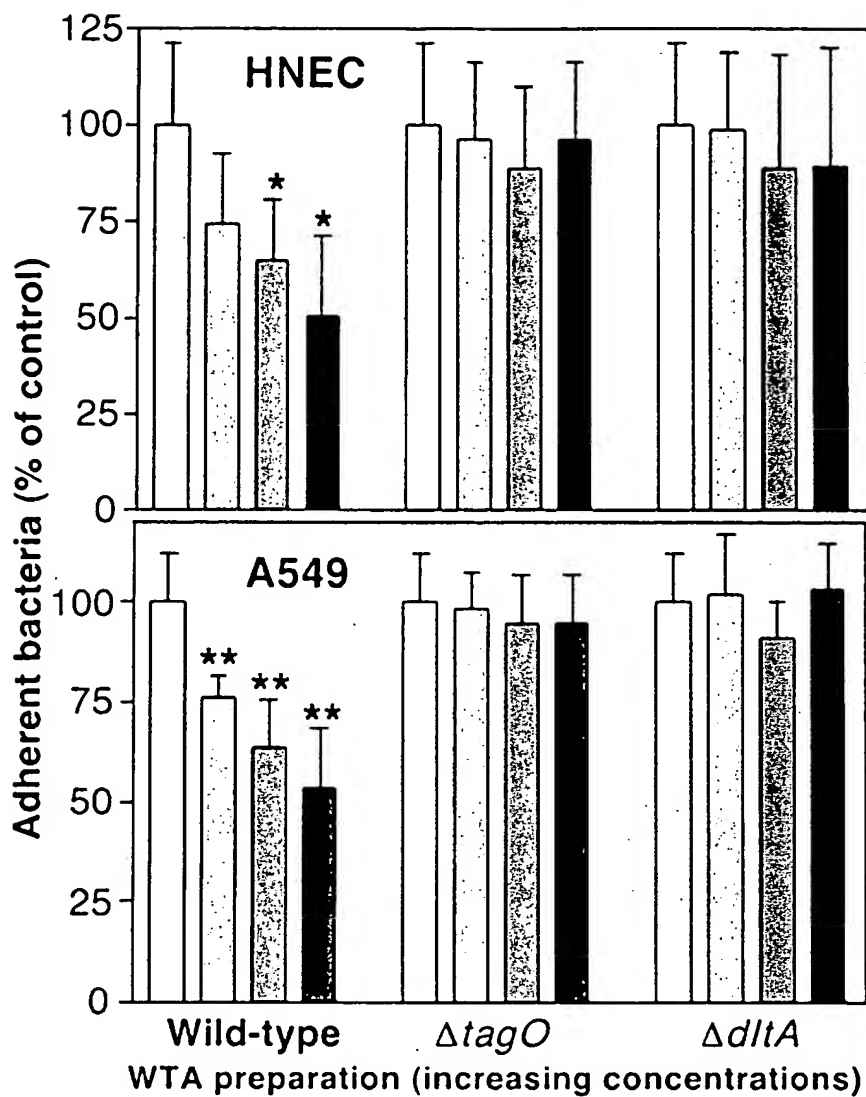 125
HNEC
100
* *
75
50
25
0
Adherent bacteria (% of control)
A549
100
** ** **
75
50
25
0
Wild-type ΔtagO ΔdltA
WTA preparation (increasing concentrations)